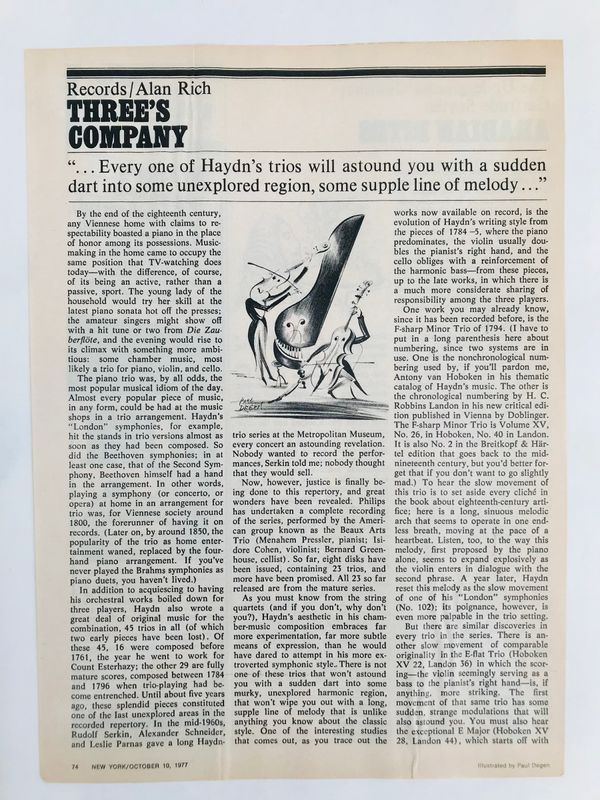 Records/Alan Rich
THREE'S
COMPANY
“...Every one of Haydn's trios will astound you with a sudden
dart into some unexplored region, some supple line of melody...”
By the end of the eighteenth century,
any Viennese home with claims to re-
spectability boasted a piano in the place
of honor among its possessions. Music-
making in the home came to occupy the
same position that TV-watching does
today—with the difference, of course,
of its being an active, rather than a
passive, sport. The young lady of the
household would try her skill at the
latest piano sonata hot off the presses;
the amateur singers might show off
with a hit tune or two from Die Zau-
berflöte, and the evening would rise to
its climax with something more ambi-
tious: some chamber music, most
likely a trio for piano, violin, and cello.
The piano trio was, by all odds, the
most popular musical idiom of the day.
Almost every popular piece of music,
in any form, could be had at the music
shops in a trio arrangement. Haydn's
“London” symphonies, for example,
hit the stands in trio versions almost as
soon as they had been composed. So
did the Beethoven symphonies; in at
least one case, that of the Second Sym-
phony, Beethoven himself had a hand
in the arrangement. In other words,
playing a symphony (or concerto, or
opera) at home in an arrangement for
trio was, for Viennese society around
1800, the forerunner of having it on
records. (Later on, by around 1850, the
popularity of the trio as home enter-
tainment waned, replaced by the four-
hand piano arrangement. If you've
never played the Brahms symphonies as
piano duets, you haven't lived.)
In addition to acquiescing to having
his orchestral works boiled down for
three players, Haydn also wrote a
great deal of original music for the
combination, 45 trios in all (of which
two early pieces have been lost). Of
these 45, 16 were composed before
1761, the year he went to work for
Count Esterhazy; the other 29 are fully
mature scores, composed between 1784
and 1796 when trio-playing had be-
come entrenched. Until about five years
ago, these splendid pieces constituted
one of the last unexplored areas in the
recorded repertory. In the mid-1960s,
Rudolf Serkin, Alexander Schneider,
and Leslie Parnas gave a long Haydn-
PAUL
DEGEN
trio series at the Metropolitan Museum,
every concert an astounding revelation.
Nobody wanted to record the perfor-
mances, Serkin told me; nobody thought
that they would sell.
Now, however, justice is finally be-
ing done to this repertory, and great
wonders have been revealed. Philips
has undertaken a complete recording
of the series, performed by the Ameri-
can group known as the Beaux Arts
Trio (Menahem Pressler, pianist; Isi-
dore Cohen, violinist; Bernard Green-
house, cellist). So far, eight disks have
been issued, containing 23 trios, and
more have been promised. All 23 so far
released are from the mature series.
As you must know from the string
quartets (and if you don't, why don't
you?), Haydn's aesthetic in his cham-
ber-music composition embraces far
more experimentation, far more subtle
means of expression, than he would
have dared to attempt in his more ex-
troverted symphonic style. There is not
one of these trios that won't astound
you with a sudden dart into some
murky, unexplored harmonic region,
that won't wipe you out with a long,
supple line of melody that is unlike
anything you know about the classic
style. One of the interesting studies
that comes out, as you trace out the
works now available on record, is the
evolution of Haydn's writing style from
the pieces of 1784–5, where the piano
predominates, the violin usually dou-
bles the pianist's right hand, and the
cello obliges with a reinforcement of
the harmonic bass—from these pieces,
up to the late works, in which there is
a much more considerate sharing of
responsibility among the three players.
One work you may already know,
since it has been recorded before, is the
F-sharp Minor Trio of 1794. (I have to
put in a long parenthesis here about
numbering, since two systems are in
use. One is the nonchronological num-
bering used by, if you'll pardon me,
Antony van Hoboken in his thematic
catalog of Haydn's music. The other is
the chronological numbering by H. C.
Robbins Landon in his new critical edi-
tion published in Vienna by Doblinger.
The F-sharp Minor Trio is Volume XV,
No. 26, in Hoboken, No. 40 in Landon.
It is also No. 2 in the Breitkopf & Här-
tel edition that goes back to the mid-
nineteenth century, but you'd better for-
get that if you don't want to go slightly
mad.) To hear the slow movement of
this trio is to set aside every cliché in
the book about eighteenth-century arti-
fice; here is a long, sinuous melodic
arch that seems to operate in one end-
less breath, moving at the pace of a
heartbeat. Listen, too, to the way this
melody, first proposed by the piano
alone, seems to expand explosively as
the violin enters in dialogue with the
second phrase. A year later, Haydn
reset this melody as the slow movement
of one of his “London” symphonies
(No. 102); its poignance, however, is
even more palpable in the trio setting.
But there are similar discoveries in
every trio in the series. There is an-
other slow movement of comparable
originality in the E-flat Trio (Hoboken
XV 22, Landon 36) in which the scor-
ing—the violin seemingly serving as a
bass to the pianist's right hand—is, if
anything, more striking. The first
movement of that same trio has some
sudden, strange modulations that will
also astound you. You must also hear
the exceptional E Major (Hoboken XV
28, Landon 44), which starts off with
74 NEW YORK/OCTOBER 10, 1977
Illustrated by Paul Degen